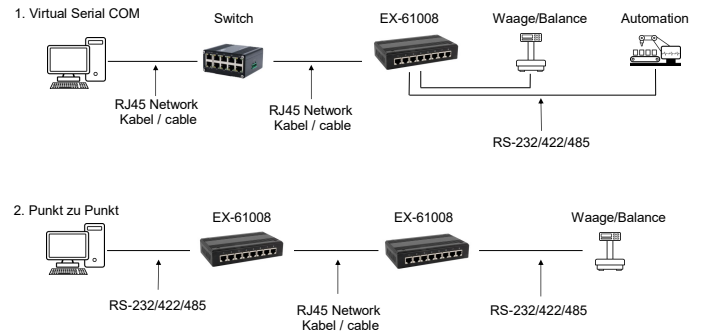 1. Virtual Serial COM
Switch
EX-61008
Waage/Balance
Automation
RJ45 Network
Kabel / cable
RJ45 Network
Kabel / cable
RS-232/422/485
2. Punkt zu Punkt
EX-61008
EX-61008
Waage/Balance
RS-232/422/485
RJ45 Network
Kabel / cable
RS-232/422/485